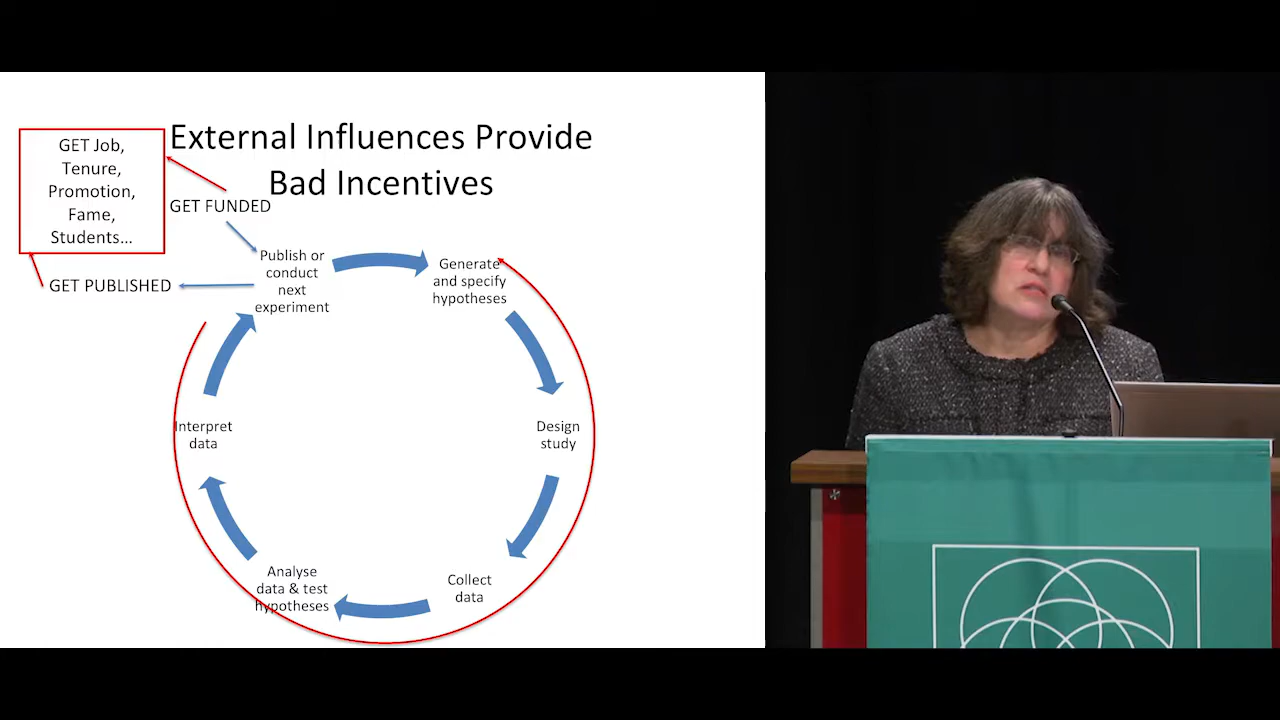 External Influences Provide
Bad Incentives
GET Job,
Tenure,
Promotion,
Fame,
Students...
GET FUNDED
GET PUBLISHED
Publish or
conduct
next
experiment
Generate
and specify
hypotheses
Design
study
Collect
data
Analyse
data & test
hypotheses
Interpret
data